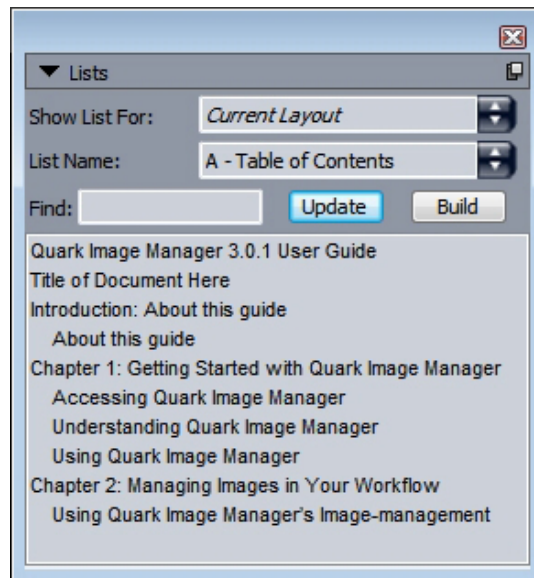 Lists
Show List For: Current Layout
List Name: A - Table of Contents
Find: Update Build
Quark Image Manager 3.0.1 User Guide
Title of Document Here
Introduction: About this guide
About this guide
Chapter 1: Getting Started with Quark Image Manager
Accessing Quark Image Manager
Understanding Quark Image Manager
Using Quark Image Manager
Chapter 2: Managing Images in Your Workflow
Using Quark Image Manager's Image-management